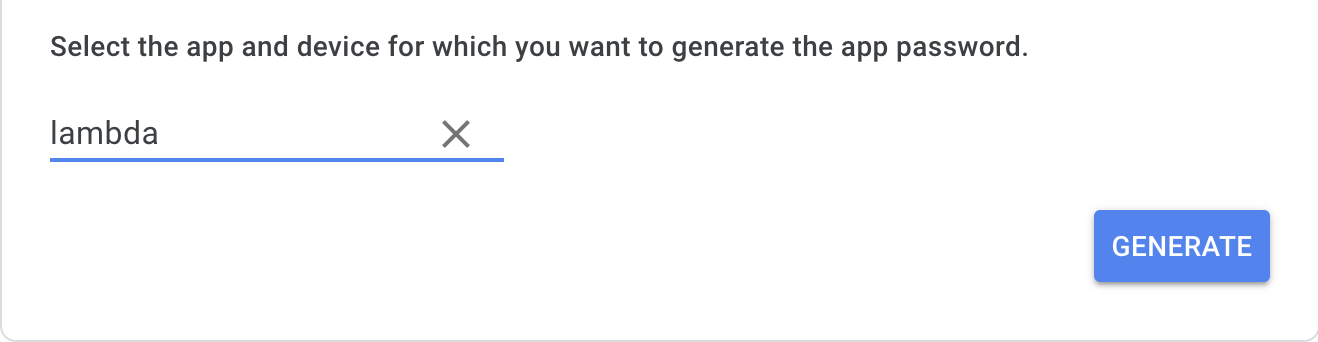 Select the app and device for which you want to generate the app password.
lambda
GENERATE